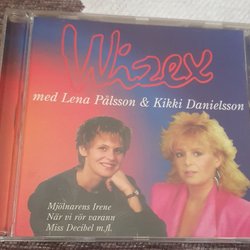 Wizex
med Lena Pålsson & Kikki Danielsson
Mjölnarens Irene
När vi rör varann
Miss Decibel m.fl.